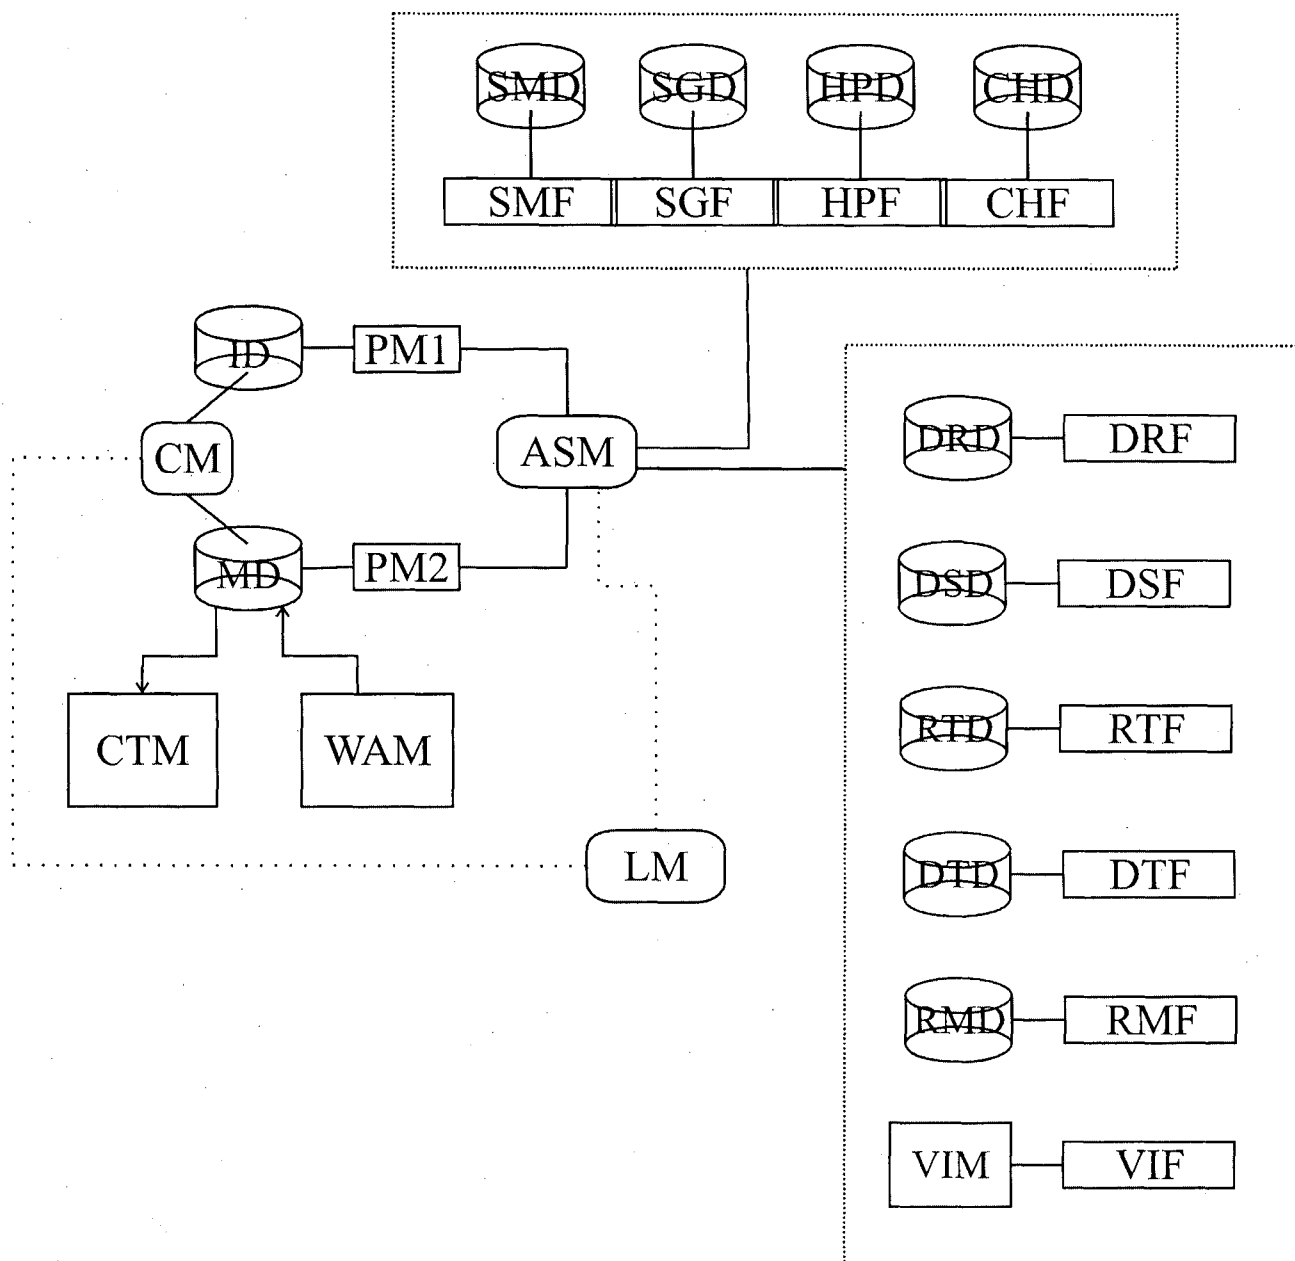 SMD SGD HPD CHD
SMF SGF HPF CHF
ID PM1
CM ASM
MD PM2
CTM WAM
LM
DRD DRF
DSD DSF
RTD RTF
DTD DTF
RMD RMF
VIM VIF